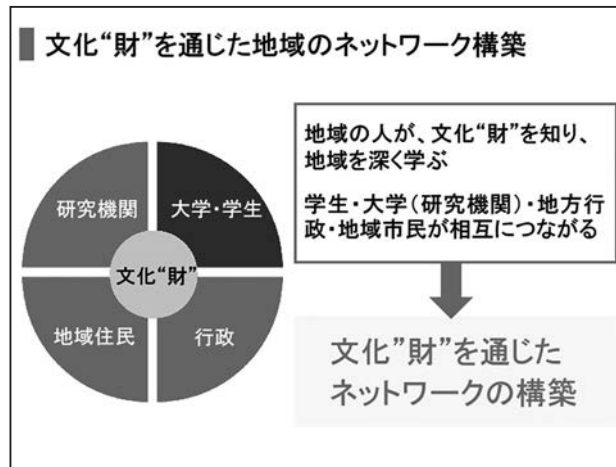 文化“財”を通じた地域のネットワーク構築
研究機関
大学・学生
文化“財”
地域住民
行政
地域の人が、文化“財”を知り、
地域を深く学ぶ
学生・大学(研究機関)・地方行
政・地域市民が相互につながる
文化”財”を通じた
ネットワークの構築